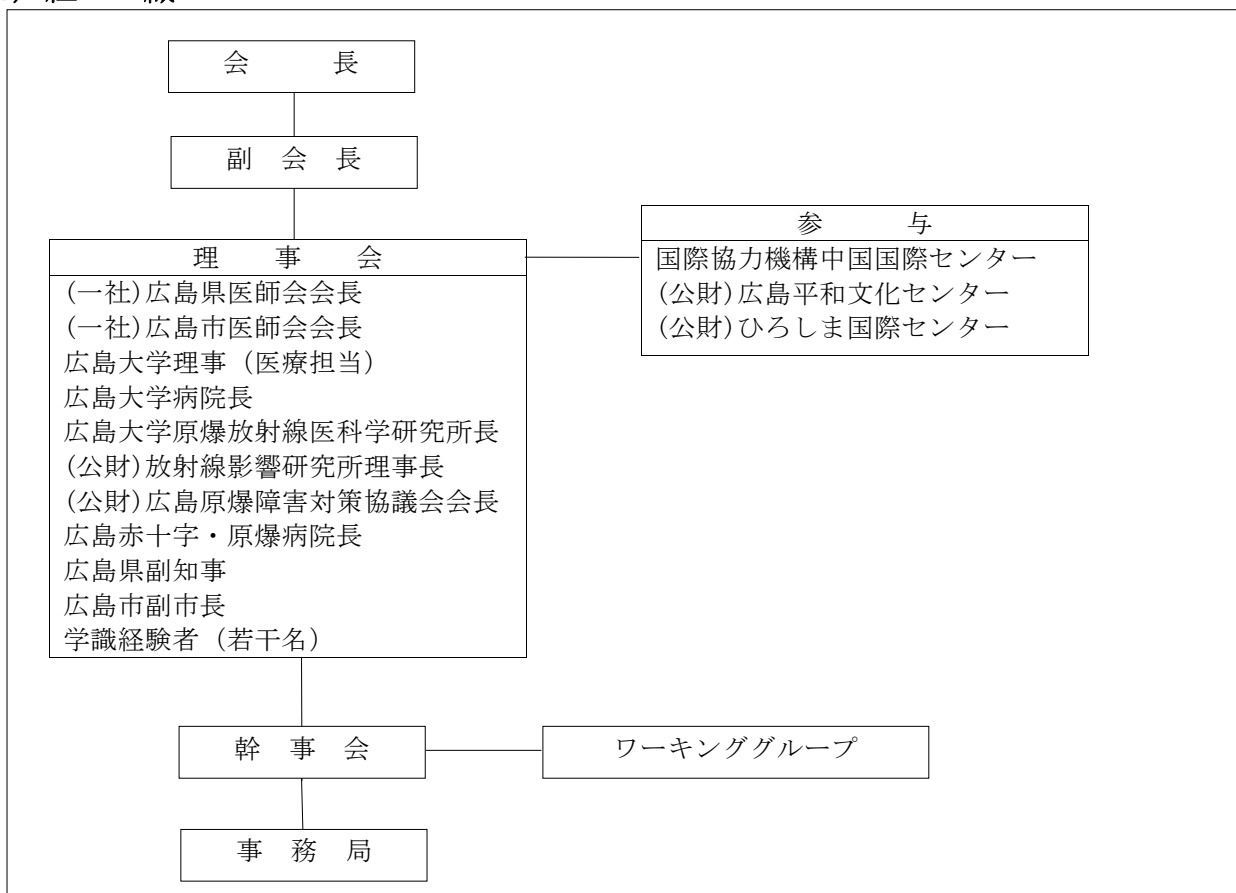 組 織
会 長
副 会 長
理 事 会
(一社)広島県医師会会長
(一社)広島市医師会会長
広島大学理事（医療担当）
広島大学病院長
広島大学原爆放射線医科学研究所長
(公財)放射線影響研究所理事長
(公財)広島原爆障害対策協議会会長
広島赤十字・原爆病院長
広島県副知事
広島市副市長
学識経験者（若干名）
参 与
国際協力機構中国国際センター
(公財)広島平和文化センター
(公財)ひろしま国際センター
幹 事 会
ワーキンググループ
事 務 局